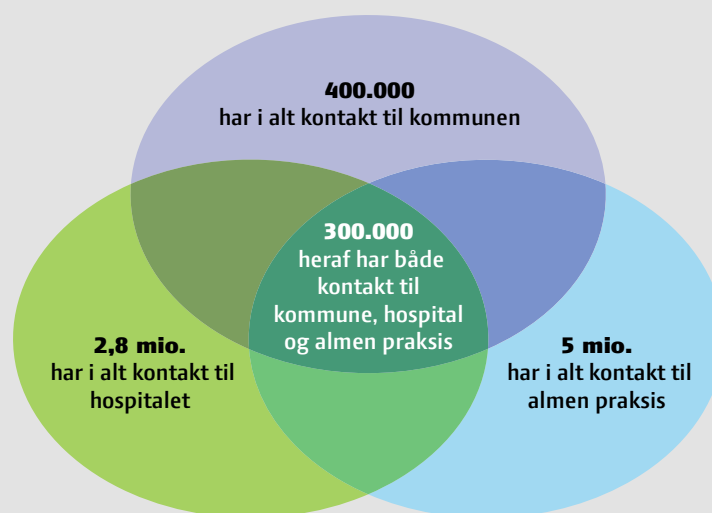 400.000
har i alt kontakt til kommunen
300.000
heraf har både
kontakt til
kommune, hospital
og almen praksis
2,8 mio.
har i alt kontakt til
hospitalet
5 mio.
har i alt kontakt til
almen praksis